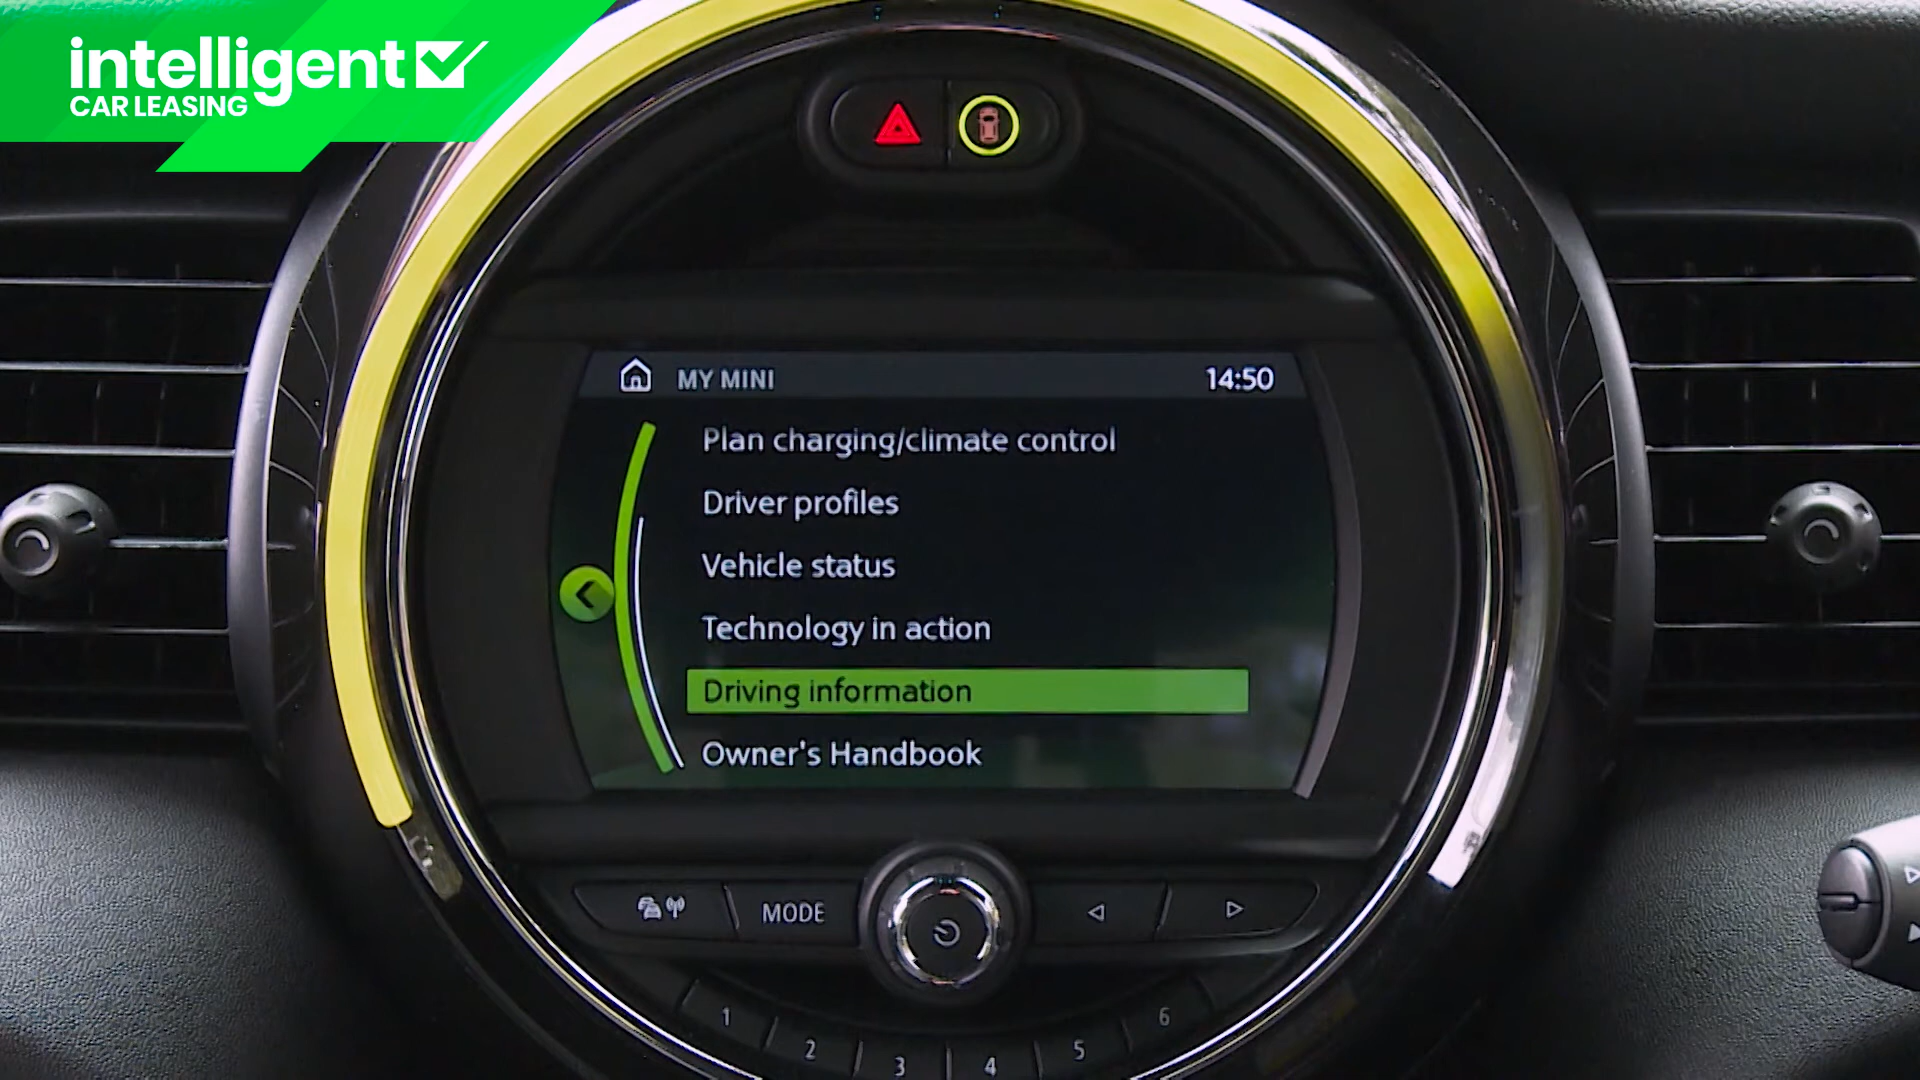 intelligent
CAR LEASING
MY MINI 14:50
Plan charging/climate control
Driver profiles
Vehicle status
Technology in action
Driving information
Owner's Handbook
MODE
1
2
3
4
5
6